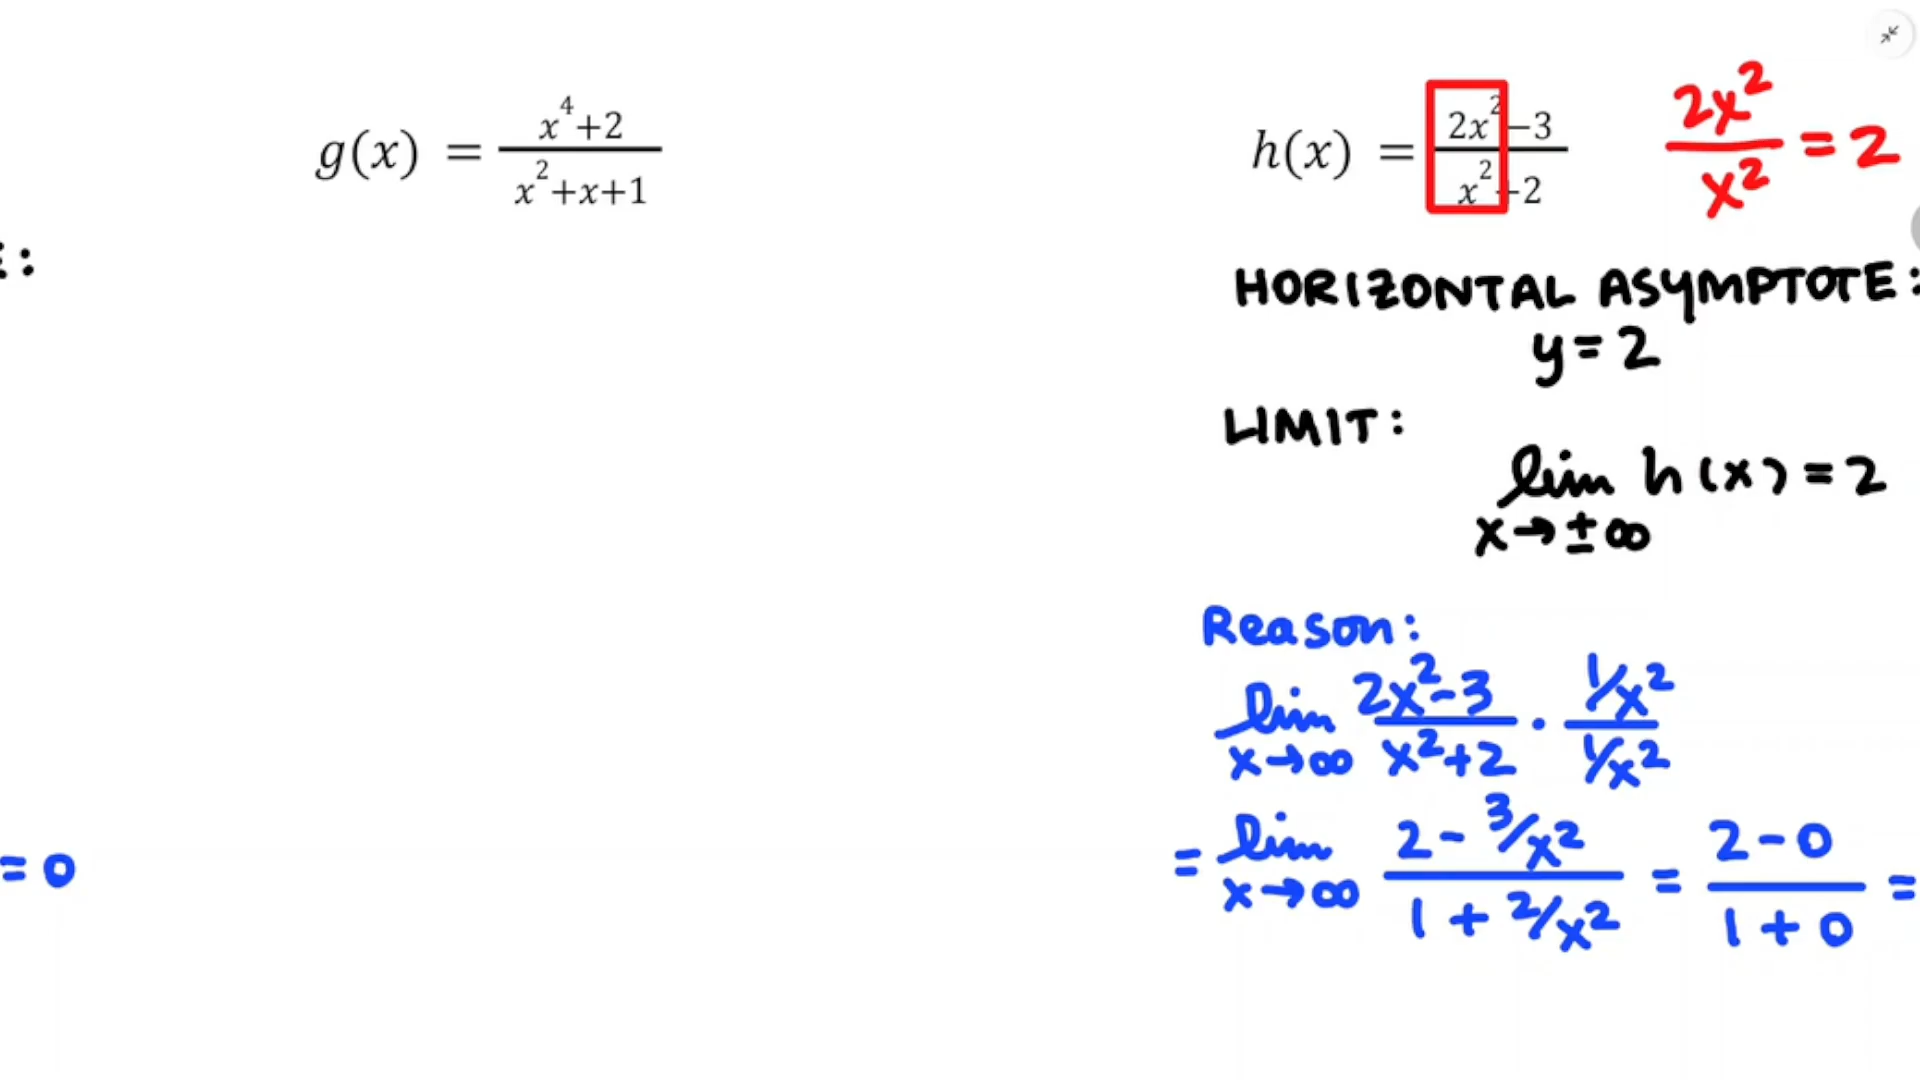 E:
= 0
g(x) = (x^4+2)/(x^2+x+1)
h(x) = (2x^2-3)/(x^2+2)
2x^2/x^2 = 2
HORIZONTAL ASYMPTOTE:
y = 2
LIMIT:
lim h(x) = 2
x→±∞
Reason:
lim (2x^2-3)/(x^2+2) · (1/x^2)/(1/x^2)
x→∞
= lim (2 - 3/x^2)/(1 + 2/x^2) = (2 - 0)/(1 + 0) =
x→∞